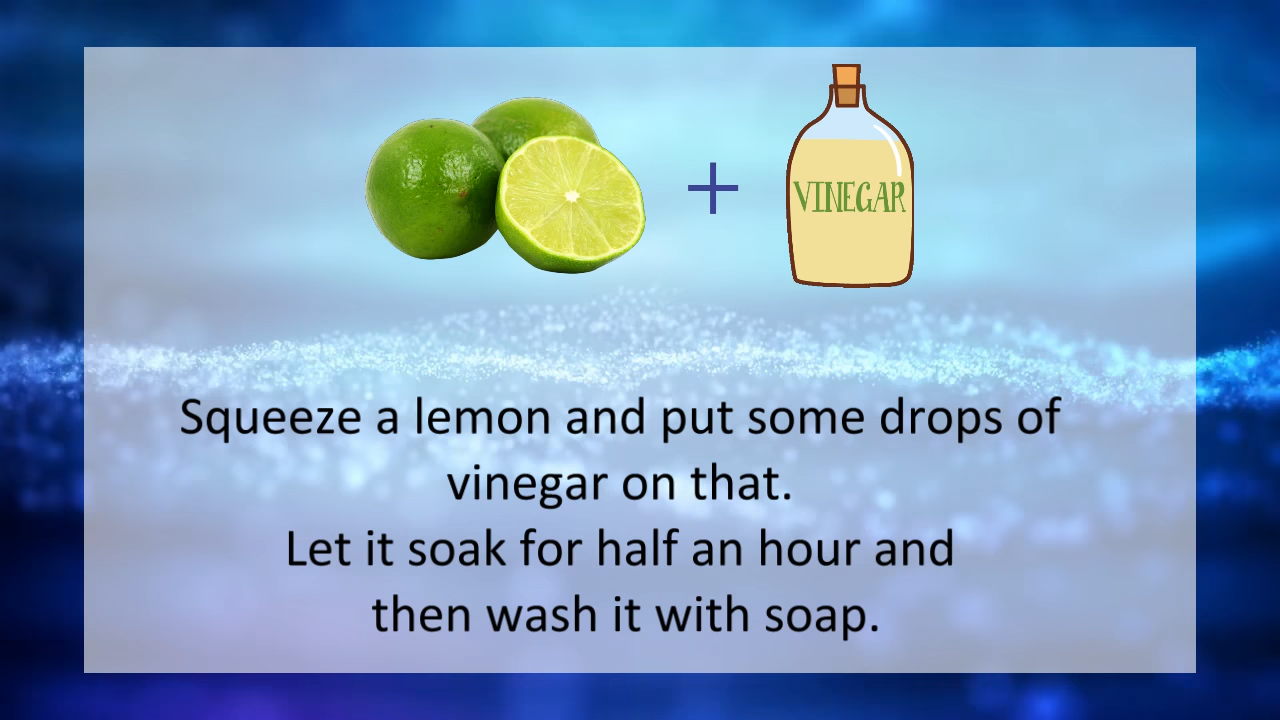 VINEGAR
Squeeze a lemon and put some drops of
vinegar on that.
Let it soak for half an hour and
then wash it with soap.